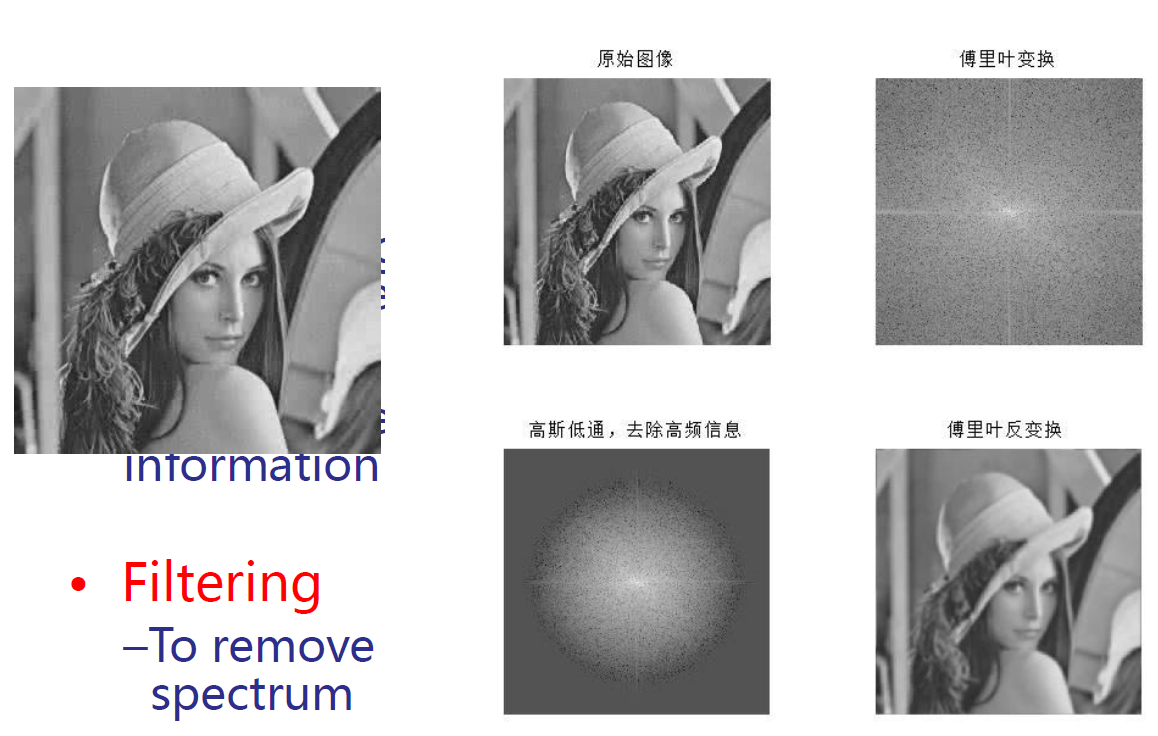 原始图像
傅里叶变换
高斯低通，去除高频信息
傅里叶反变换
information
• Filtering
–To remove
spectrum